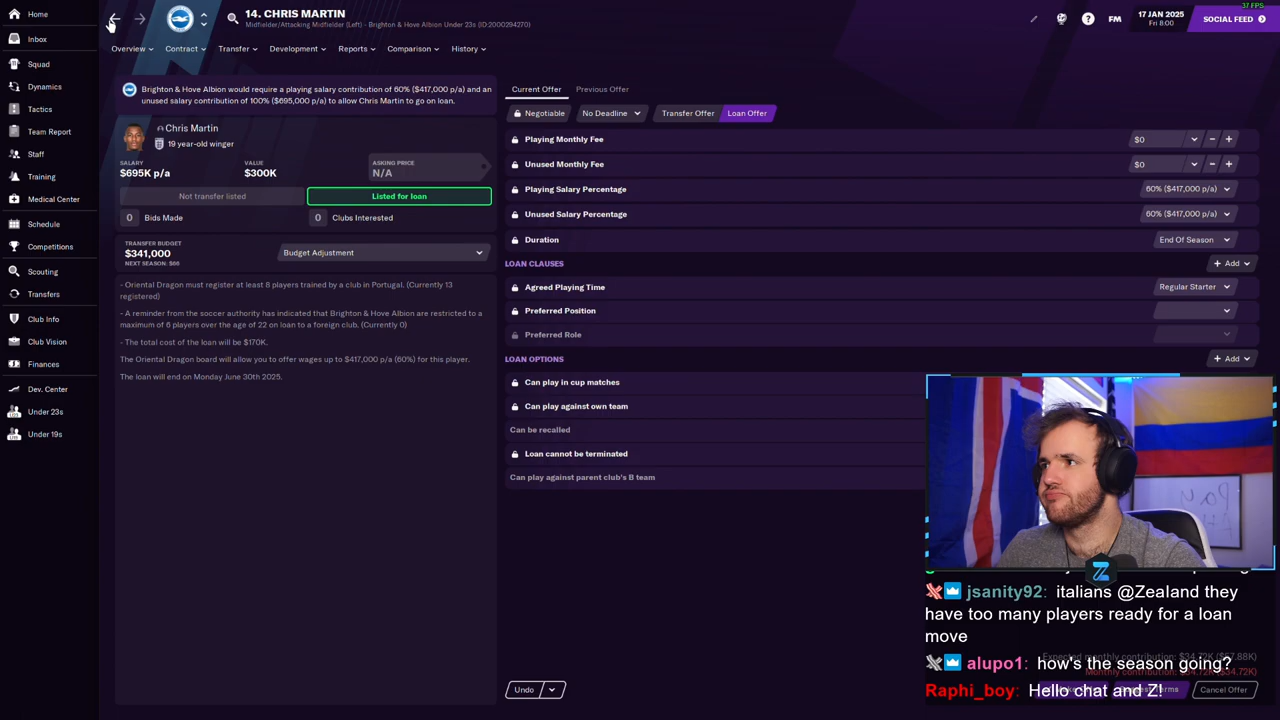 37 FPS
Home
14. CHRIS MARTIN
Midfielder/Attacking Midfielder (Left) - Brighton & Hove Albion Under 23s (ID:2000294270)
FM
17 JAN 2025
Fri 8:00
SOCIAL FEED
Inbox
Squad
Dynamics
Tactics
Team Report
Staff
Training
Medical Center
Schedule
Competitions
Scouting
Transfers
Club Info
Club Vision
Finances
Dev. Center
Under 23s
Under 19s
Overview
Contract
Transfer
Development
Reports
Comparison
History
Brighton & Hove Albion would require a playing salary contribution of 60% ($417,000 p/a) and an
unused salary contribution of 100% ($695,000 p/a) to allow Chris Martin to go on loan.
Chris Martin
19 year-old winger
SALARY
$695K p/a
VALUE
$300K
ASKING PRICE
N/A
Not transfer listed
Listed for loan
0 Bids Made
0 Clubs Interested
TRANSFER BUDGET
$341,000
Budget Adjustment
- Oriental Dragon must register at least 8 players trained by a club in Portugal. (Currently 13
registered)
- A reminder from the soccer authority has indicated that Brighton & Hove Albion are restricted to a
maximum of 6 players over the age of 22 on loan to a foreign club. (Currently 0)
- The total cost of the loan will be $170K.
The Oriental Dragon board will allow you to offer wages up to $417,000 p/a (60%) for this player.
The loan will end on Monday June 30th 2025.
Current Offer
Previous Offer
Negotiable
No Deadline
Transfer Offer
Loan Offer
Playing Monthly Fee $0 - +
Unused Monthly Fee $0 - +
Playing Salary Percentage 60% ($417,000 p/a)
Unused Salary Percentage 60% ($417,000 p/a)
Duration End Of Season
LOAN CLAUSES + Add
Agreed Playing Time Regular Starter
Preferred Position
Preferred Role
LOAN OPTIONS + Add
Can play in cup matches
Can play against own team
Can be recalled
Loan cannot be terminated
Can play against parent club's B team
Undo
jsanity92: italians @Zealand they
have too many players ready for a loan
move
alupo1: how's the season going?
Raphi_boy: Hello chat and Z!
Cancel Offer